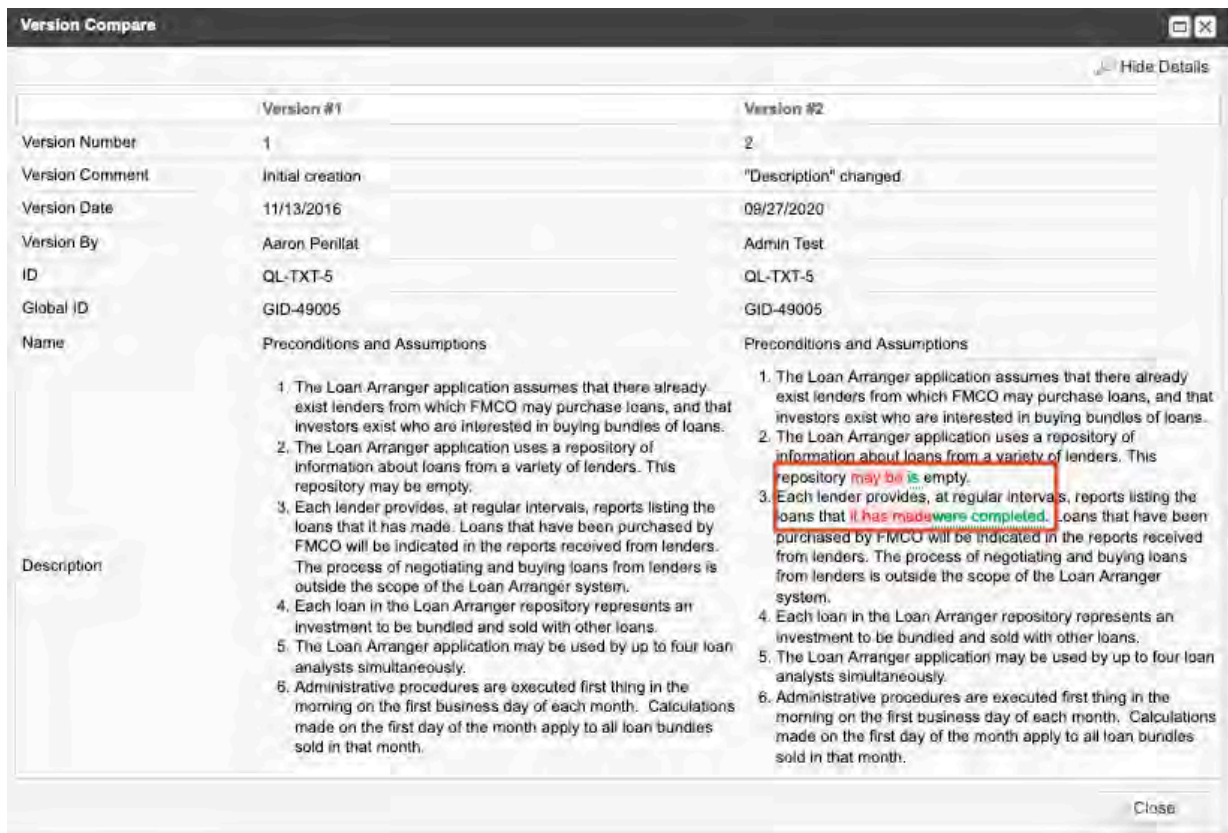 Version Compare
Hide Details
Version #1 Version #2
Version Number 1 2
Version Comment Initial creation "Description" changed
Version Date 11/13/2016 09/27/2020
Version By Aaron Perillat Admin Test
ID QL-TXT-5 QL-TXT-5
Global ID GID-49005 GID-49005
Name Preconditions and Assumptions Preconditions and Assumptions
Description
1. The Loan Arranger application assumes that there already
exist lenders from which FMCO may purchase loans, and that
investors exist who are interested in buying bundles of loans.
2. The Loan Arranger application uses a repository of
information about loans from a variety of lenders. This
repository may be empty.
3. Each lender provides, at regular intervals, reports listing the
loans that it has made. Loans that have been purchased by
FMCO will be indicated in the reports received from lenders.
The process of negotiating and buying loans from lenders is
outside the scope of the Loan Arranger system.
4. Each loan in the Loan Arranger repository represents an
investment to be bundled and sold with other loans.
5. The Loan Arranger application may be used by up to four loan
analysts simultaneously.
6. Administrative procedures are executed first thing in the
morning on the first business day of each month. Calculations
made on the first day of the month apply to all loan bundles
sold in that month.
1. The Loan Arranger application assumes that there already
exist lenders from which FMCO may purchase loans, and that
investors exist who are interested in buying bundles of loans.
2. The Loan Arranger application uses a repository of
information about loans from a variety of lenders. This
repository may be is empty.
3. Each lender provides, at regular intervals, reports listing the
loans that it has madewere completed. Loans that have been
purchased by FMCO will be indicated in the reports received
from lenders. The process of negotiating and buying loans
from lenders is outside the scope of the Loan Arranger
system.
4. Each loan in the Loan Arranger repository represents an
investment to be bundled and sold with other loans.
5. The Loan Arranger application may be used by up to four loan
analysts simultaneously.
6. Administrative procedures are executed first thing in the
morning on the first business day of each month. Calculations
made on the first day of the month apply to all loan bundles
sold in that month.
Close